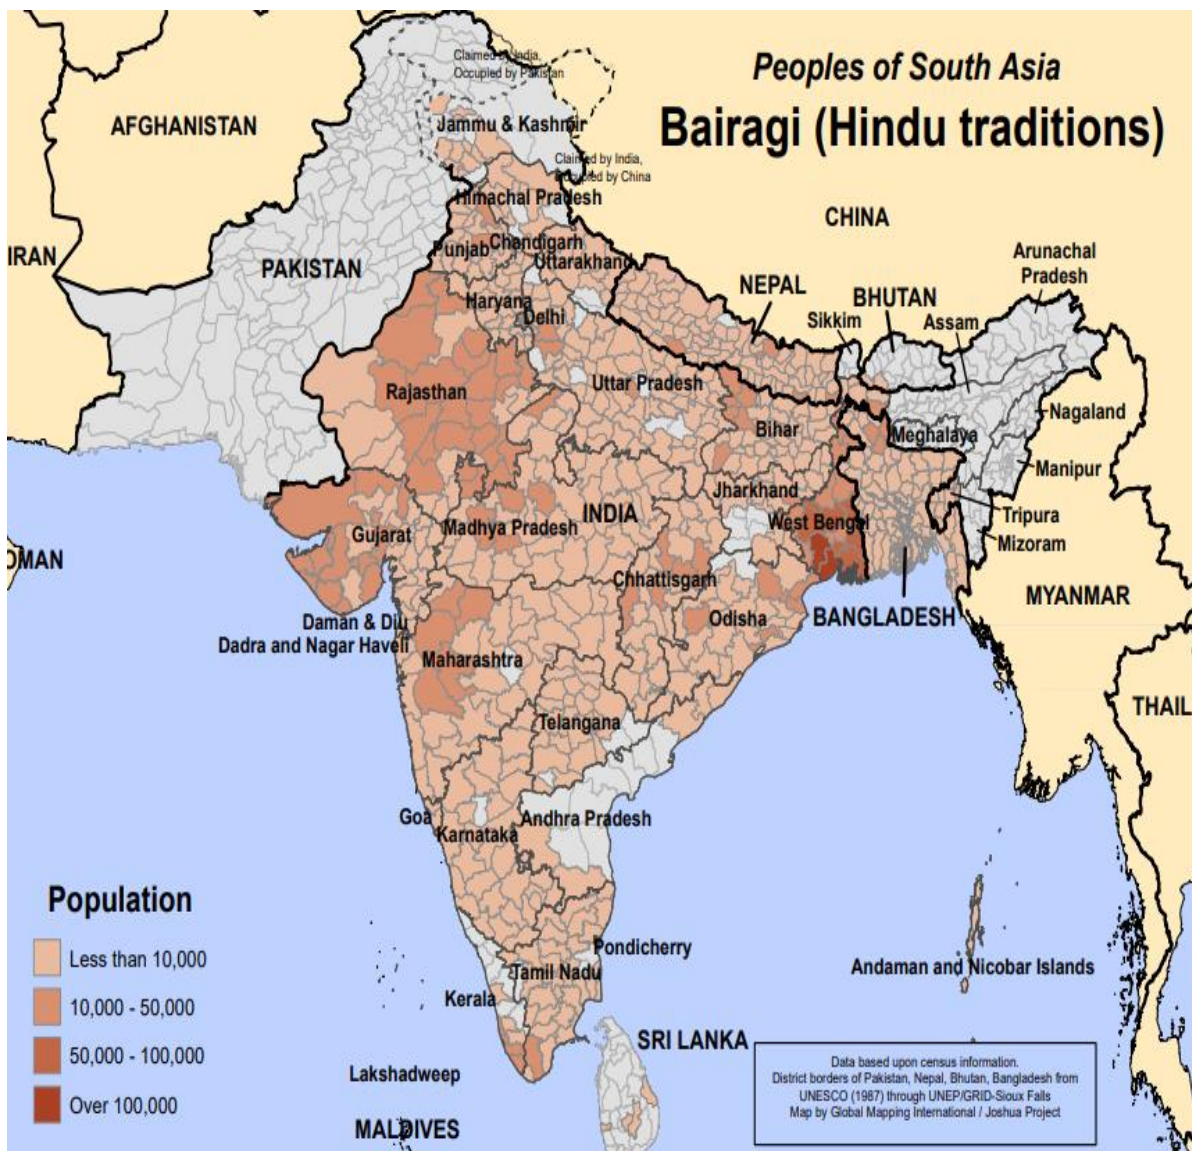 Peoples of South Asia
Bairagi (Hindu traditions)
Claimed by India,
Occupied by Pakistan
AFGHANISTAN
Jammu & Kashmir
Claimed by India,
Occupied by China
Himachal Pradesh
CHINA
IRAN
PAKISTAN
Punjab
Chandigarh
Uttarakhand
Arunachal
Pradesh
NEPAL
BHUTAN
Haryana
Delhi
Sikkim
Assam
Rajasthan
Uttar Pradesh
Bihar
Meghalaya
Nagaland
Manipur
Jharkhand
INDIA
Gujarat
Madhya Pradesh
West Bengal
Tripura
Mizoram
OMAN
Chhattisgarh
Odisha
BANGLADESH
MYANMAR
Daman & Diu
Dadra and Nagar Haveli
Maharashtra
THAIL
Telangana
Goa
Karnataka
Andhra Pradesh
Population
Less than 10,000
10,000 - 50,000
50,000 - 100,000
Over 100,000
Pondicherry
Tamil Nadu
Kerala
Andaman and Nicobar Islands
SRI LANKA
Lakshadweep
MALDIVES
Data based upon census information.
District borders of Pakistan, Nepal, Bhutan, Bangladesh from
UNESCO (1987) through UNEP/GRID-Sioux Falls
Map by Global Mapping International / Joshua Project